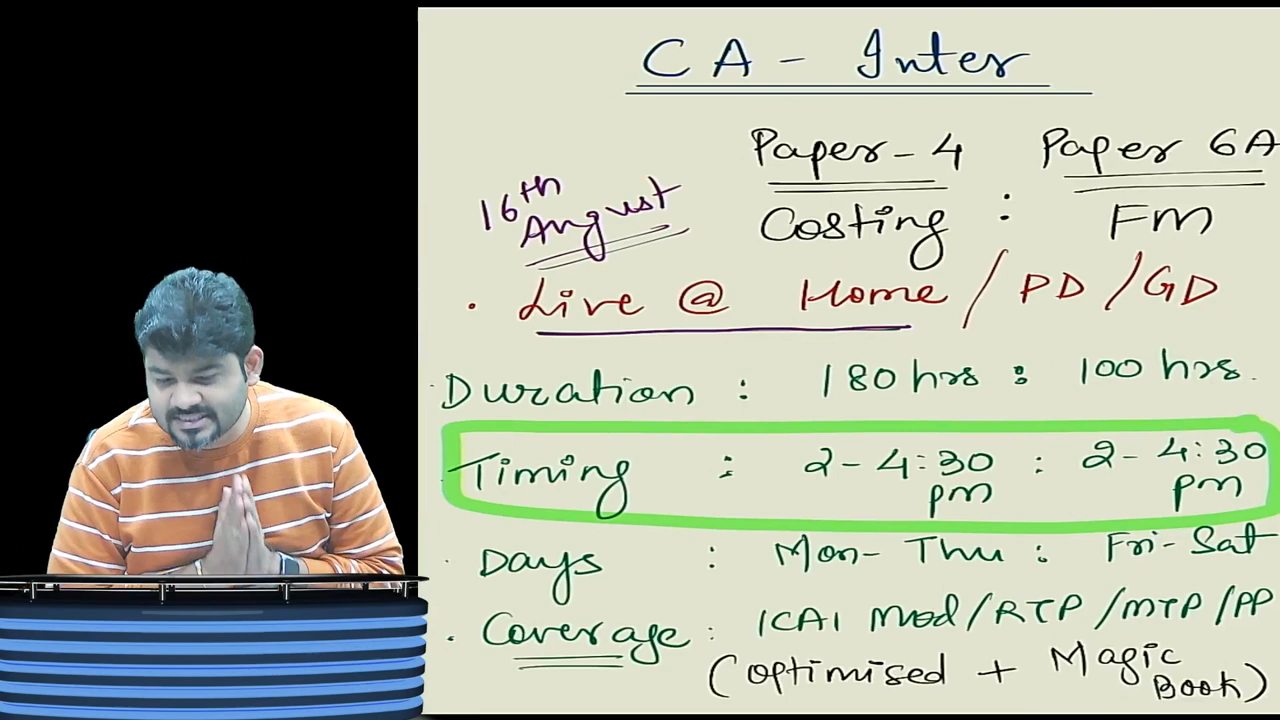 CA - Inter
Paper-4 Paper 6A
16th August
Costing : FM
. Live @ Home / PD / GD
Duration : 180 hrs : 100 hrs.
Timing : 2-4:30 pm : 2-4:30 pm
. Days : Mon-Thu : Fri-Sat
. Coverage : ICAI Mod/RTP/MTP/PP
(Optimised + Magic Book)